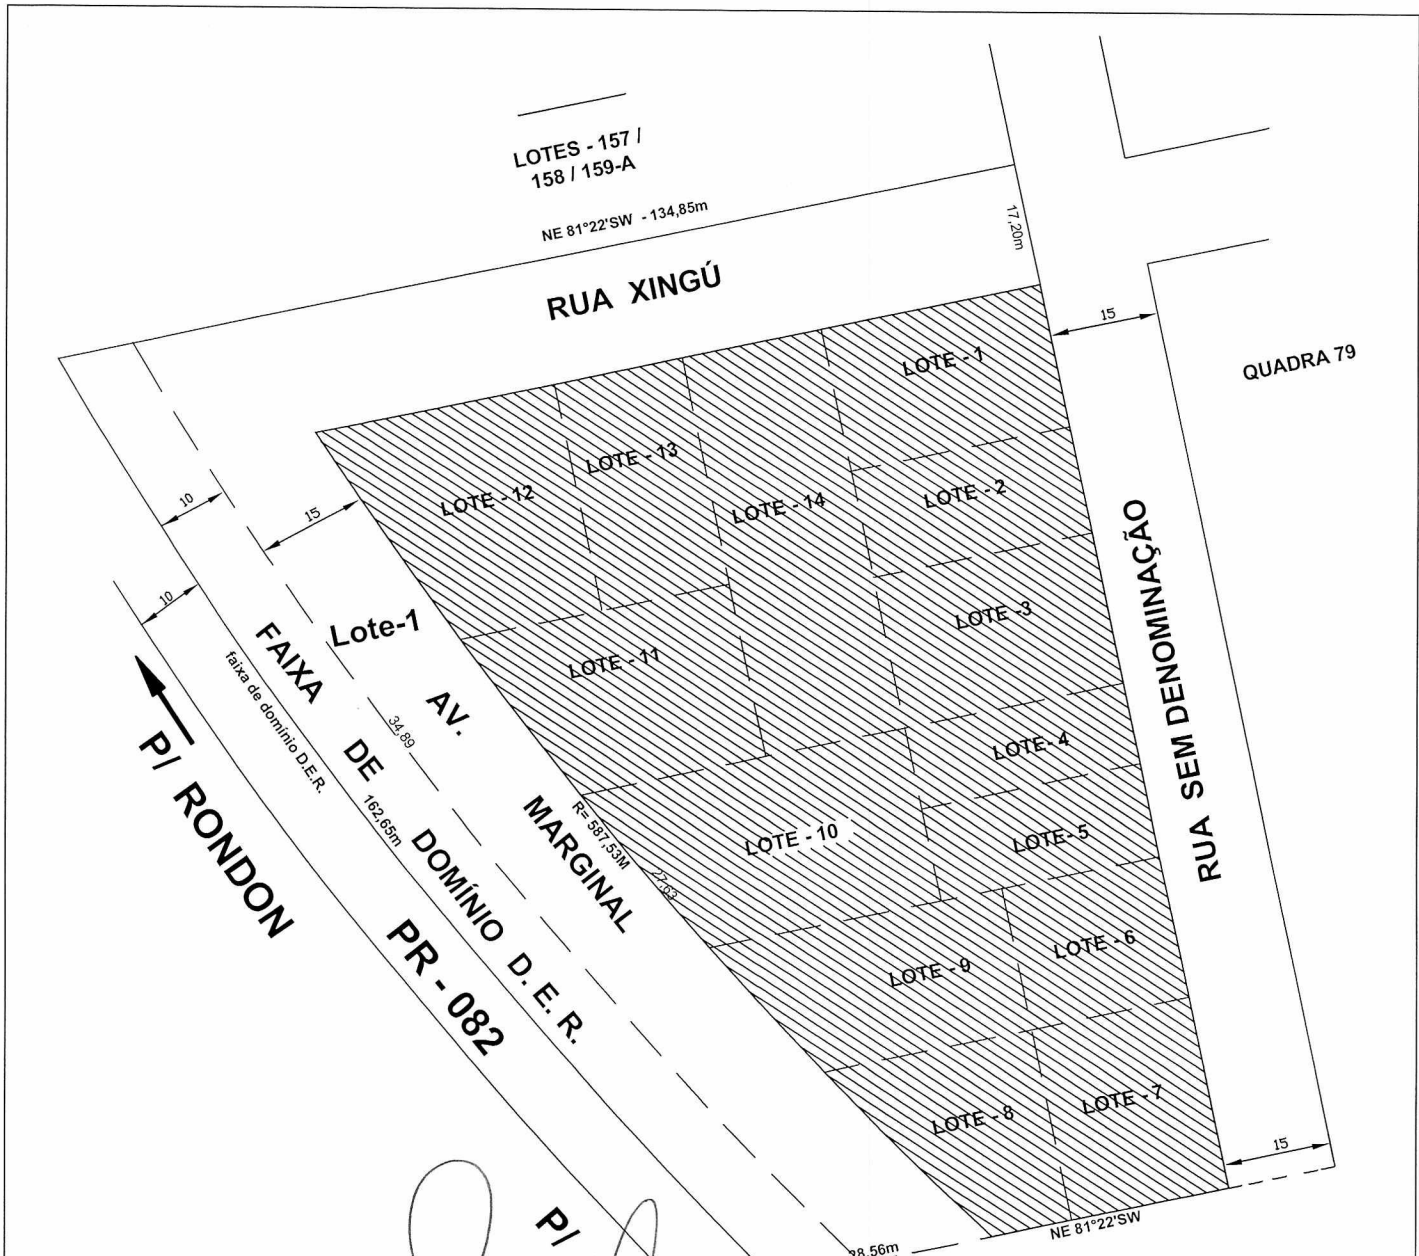 LOTES - 157 /
158 / 159-A
NE 81°22'SW - 134,85m
17,20m
RUA XINGÚ
15
QUADRA 79
LOTE - 1
LOTE - 13
LOTE - 12
LOTE - 14
LOTE - 2
10
15
10
LOTE -3
Lote-1
LOTE - 11
RUA SEM DENOMINAÇÃO
FAIXA DE DOMÍNIO D. E. R.
faixa de domínio D.E.R.
34,89
162,65m
AV. MARGINAL
LOTE- 4
P/ RONDON
R= 587,53M
27,63
LOTE - 10
LOTE- 5
PR - 082
LOTE - 9
LOTE - 6
LOTE - 8
LOTE - 7
15
P/
NE 81°22'SW
28,56m